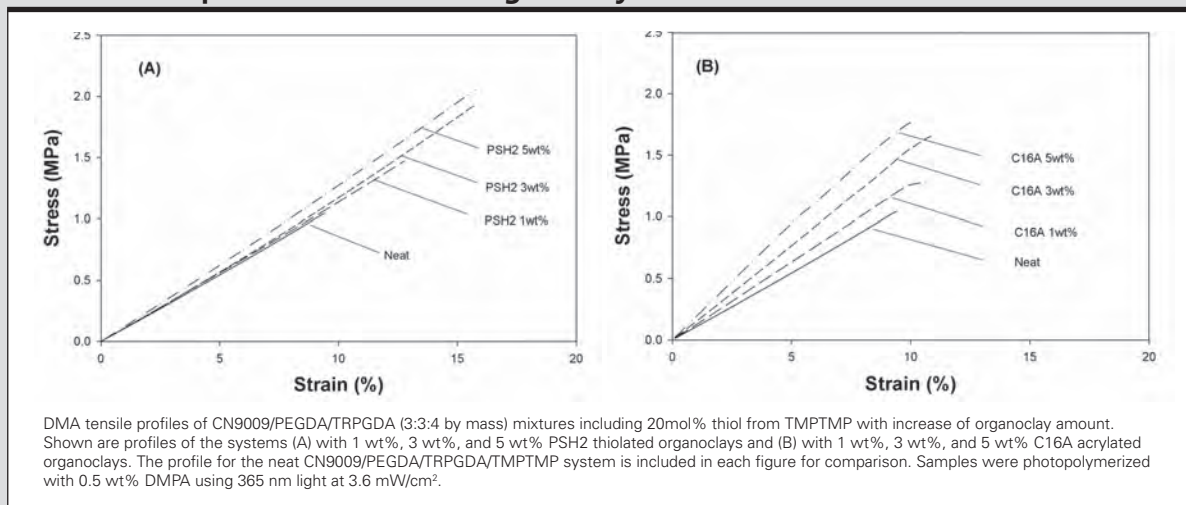 2.5
2.0
1.5
1.0
0.5
0.0
Stress (MPa)
(A)
PSH2 5wt%
PSH2 3wt%
PSH2 1wt%
Neat
0 5 10 15 20
Strain (%)
2.5
2.0
1.5
1.0
0.5
0.0
Stress (MPa)
(B)
C16A 5wt%
C16A 3wt%
C16A 1wt%
Neat
0 5 10 15 20
Strain (%)
DMA tensile profiles of CN9009/PEGDA/TRPGDA (3:3:4 by mass) mixtures including 20mol% thiol from TMPTMP with increase of organoclay amount.
Shown are profiles of the systems (A) with 1 wt%, 3 wt%, and 5 wt% PSH2 thiolated organoclays and (B) with 1 wt%, 3 wt%, and 5 wt% C16A acrylated
organoclays. The profile for the neat CN9009/PEGDA/TRPGDA/TMPTMP system is included in each figure for comparison. Samples were photopolymerized
with 0.5 wt% DMPA using 365 nm light at 3.6 mW/cm².